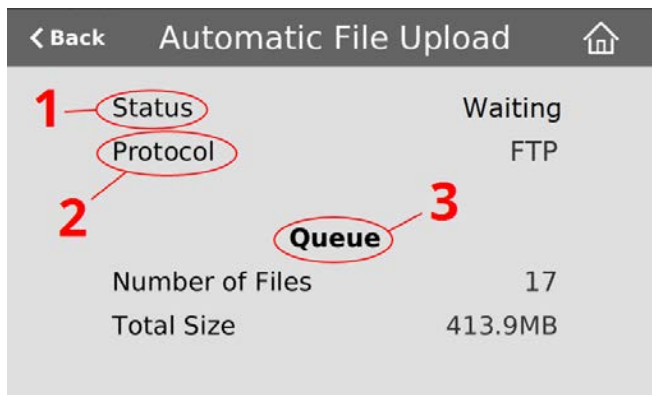 Back Automatic File Upload
1 Status Waiting
Protocol FTP
2 3
Queue
Number of Files 17
Total Size 413.9MB